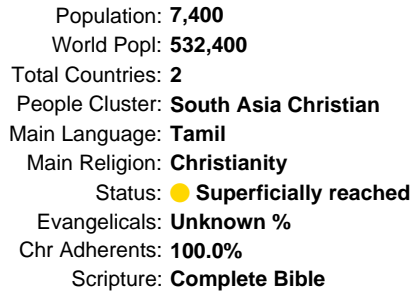 Population: 7,400
World Popl: 532,400
Total Countries: 2
People Cluster: South Asia Christian
Main Language: Tamil
Main Religion: Christianity
Status: Superficially reached
Evangelicals: Unknown %
Chr Adherents: 100.0%
Scripture: Complete Bible